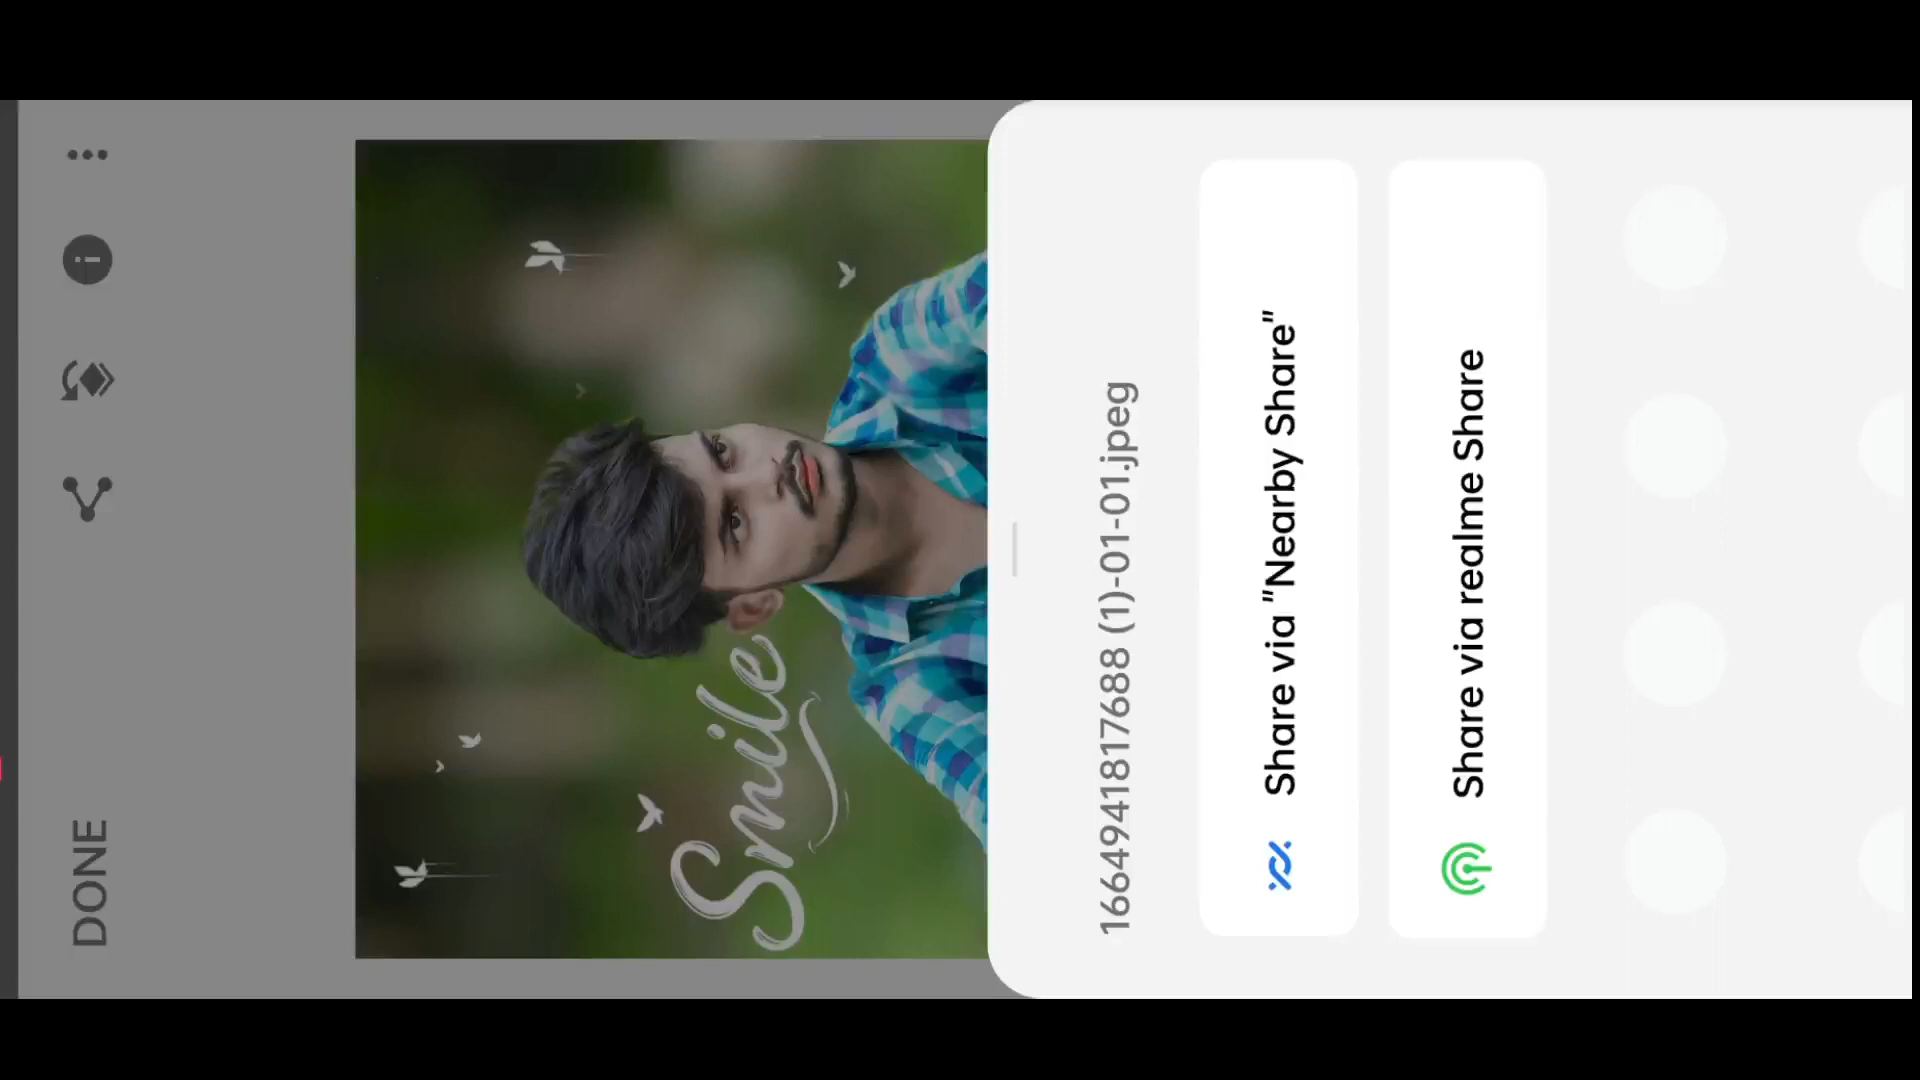 DONE
Smile
1664941817688 (1)-01-01.jpeg
Share via "Nearby Share"
Share via realme Share